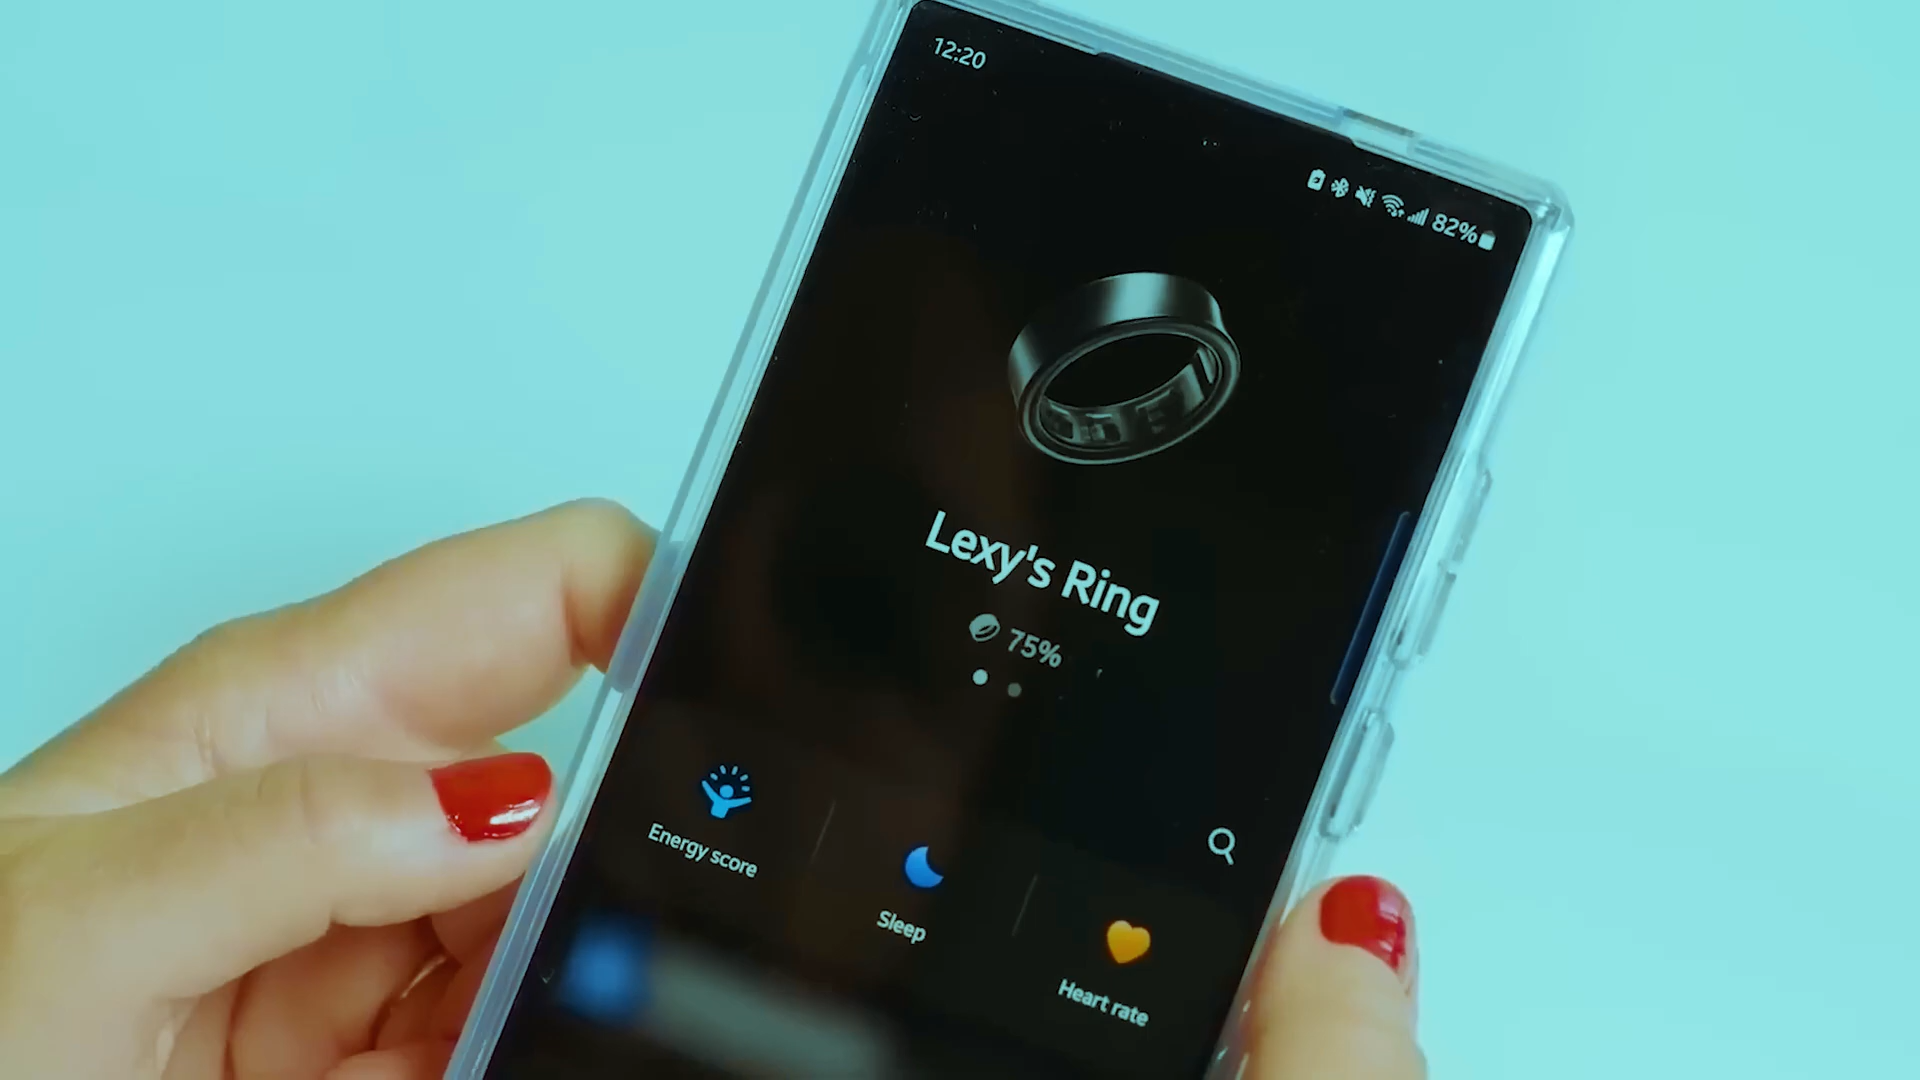 12:20
82%
Lexy's Ring
75%
Energy score
Sleep
Heart rate